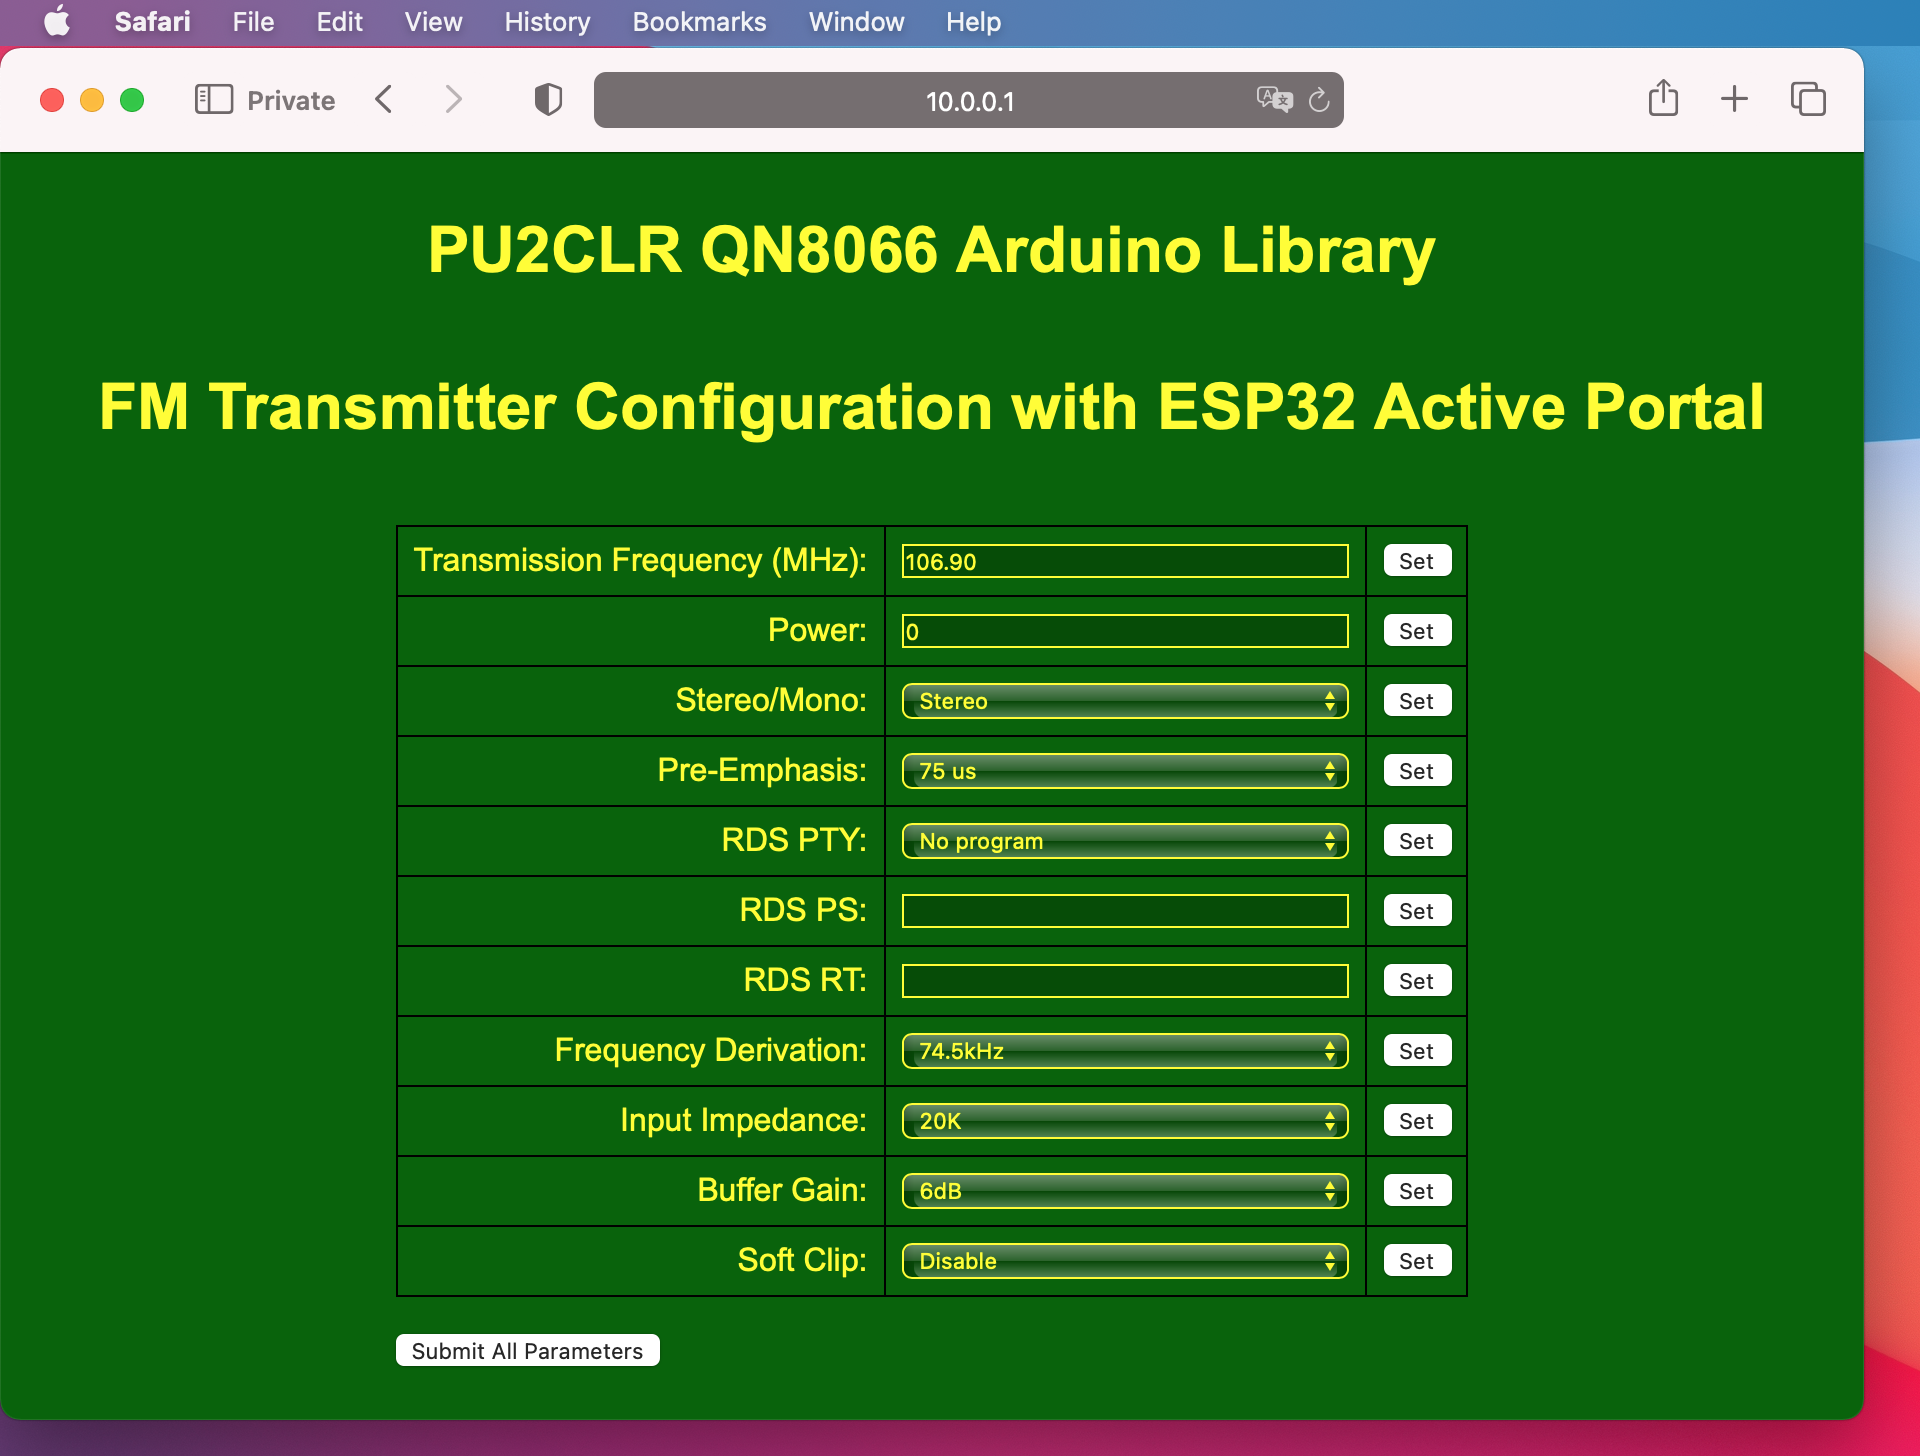 Safari File Edit View History Bookmarks Window Help
Private 10.0.0.1
PU2CLR QN8066 Arduino Library
FM Transmitter Configuration with ESP32 Active Portal
Transmission Frequency (MHz): 106.90 Set
Power: 0 Set
Stereo/Mono: Stereo Set
Pre-Emphasis: 75 us Set
RDS PTY: No program Set
RDS PS: Set
RDS RT: Set
Frequency Derivation: 74.5kHz Set
Input Impedance: 20K Set
Buffer Gain: 6dB Set
Soft Clip: Disable Set
Submit All Parameters